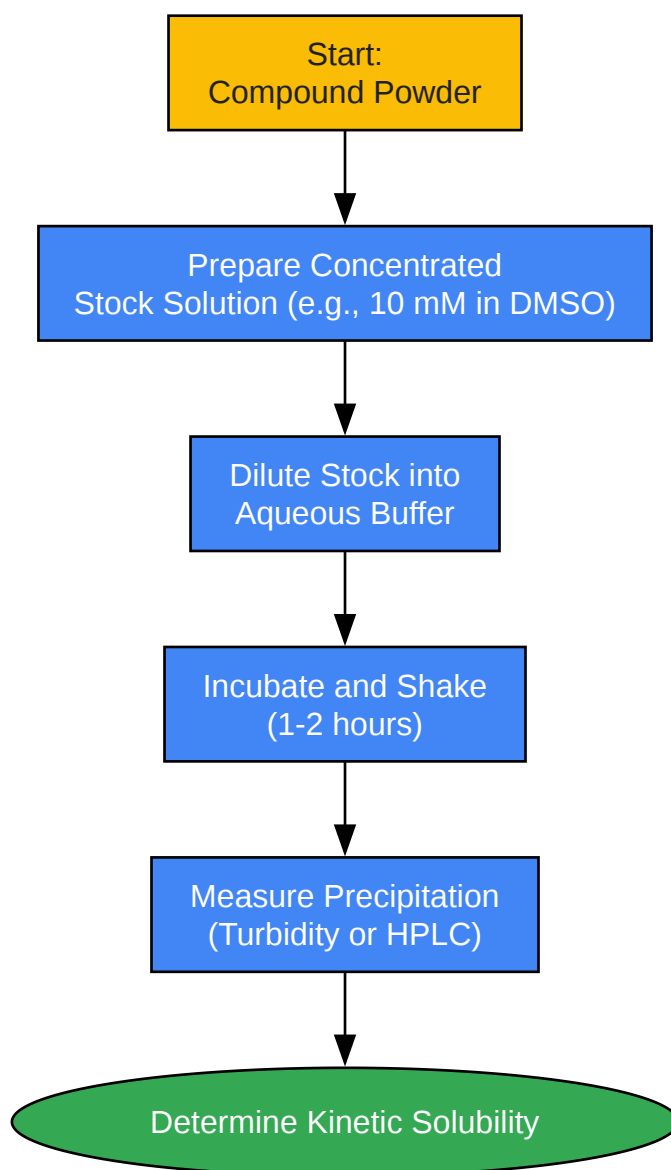 Start:
Compound Powder
Prepare Concentrated
Stock Solution (e.g., 10 mM in DMSO)
Dilute Stock into
Aqueous Buffer
Incubate and Shake
(1-2 hours)
Measure Precipitation
(Turbidity or HPLC)
Determine Kinetic Solubility